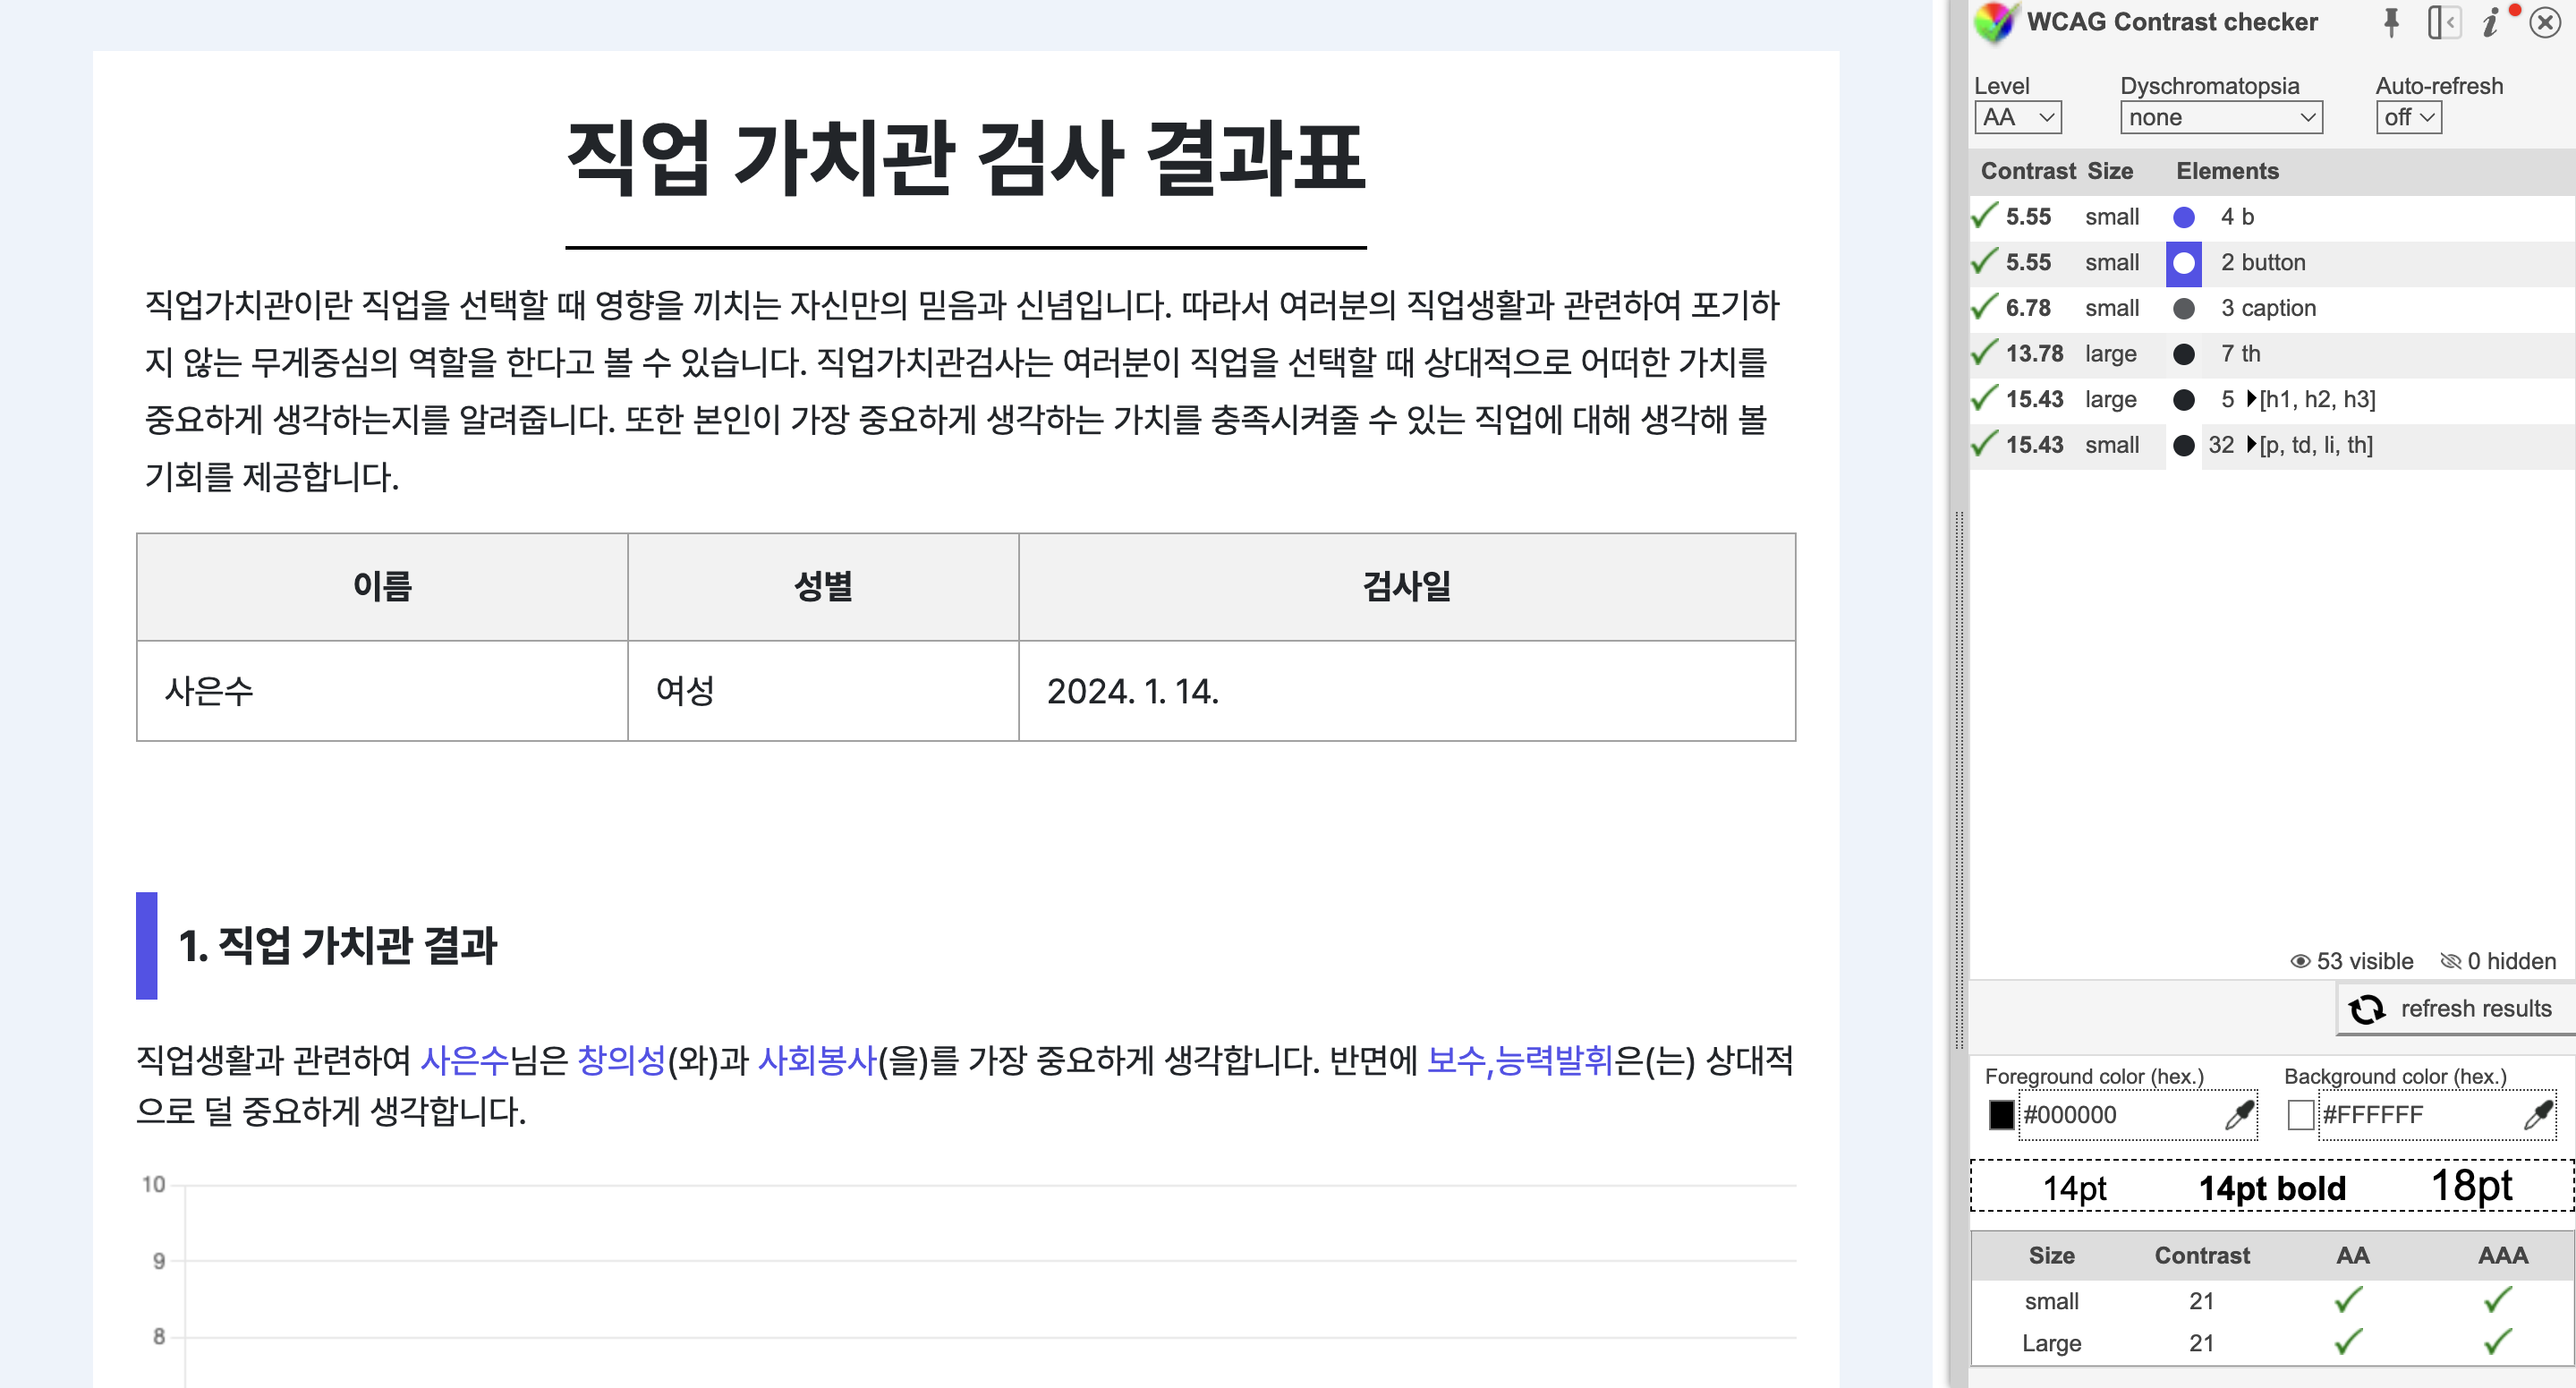 직업 가치관 검사 결과표
직업가치관이란 직업을 선택할 때 영향을 끼치는 자신만의 믿음과 신념입니다. 따라서 여러분의 직업생활과 관련하여 포기하
지 않는 무게중심의 역할을 한다고 볼 수 있습니다. 직업가치관검사는 여러분이 직업을 선택할 때 상대적으로 어떠한 가치를
중요하게 생각하는지를 알려줍니다. 또한 본인이 가장 중요하게 생각하는 가치를 충족시켜줄 수 있는 직업에 대해 생각해 볼
기회를 제공합니다.
이름 성별 검사일
사은수 여성 2024. 1. 14.
1. 직업 가치관 결과
직업생활과 관련하여 사은수님은 창의성(와)과 사회봉사(을)를 가장 중요하게 생각합니다. 반면에 보수,능력발휘은(는) 상대적
으로 덜 중요하게 생각합니다.
10
9
8
WCAG Contrast checker
Level Dyschromatopsia Auto-refresh
AA none off
Contrast Size Elements
5.55 small 4 b
5.55 small 2 button
6.78 small 3 caption
13.78 large 7 th
15.43 large 5 [h1, h2, h3]
15.43 small 32 [p, td, li, th]
53 visible 0 hidden
refresh results
Foreground color (hex.) Background color (hex.)
#000000 #FFFFFF
14pt 14pt bold 18pt
Size Contrast AA AAA
small 21
Large 21